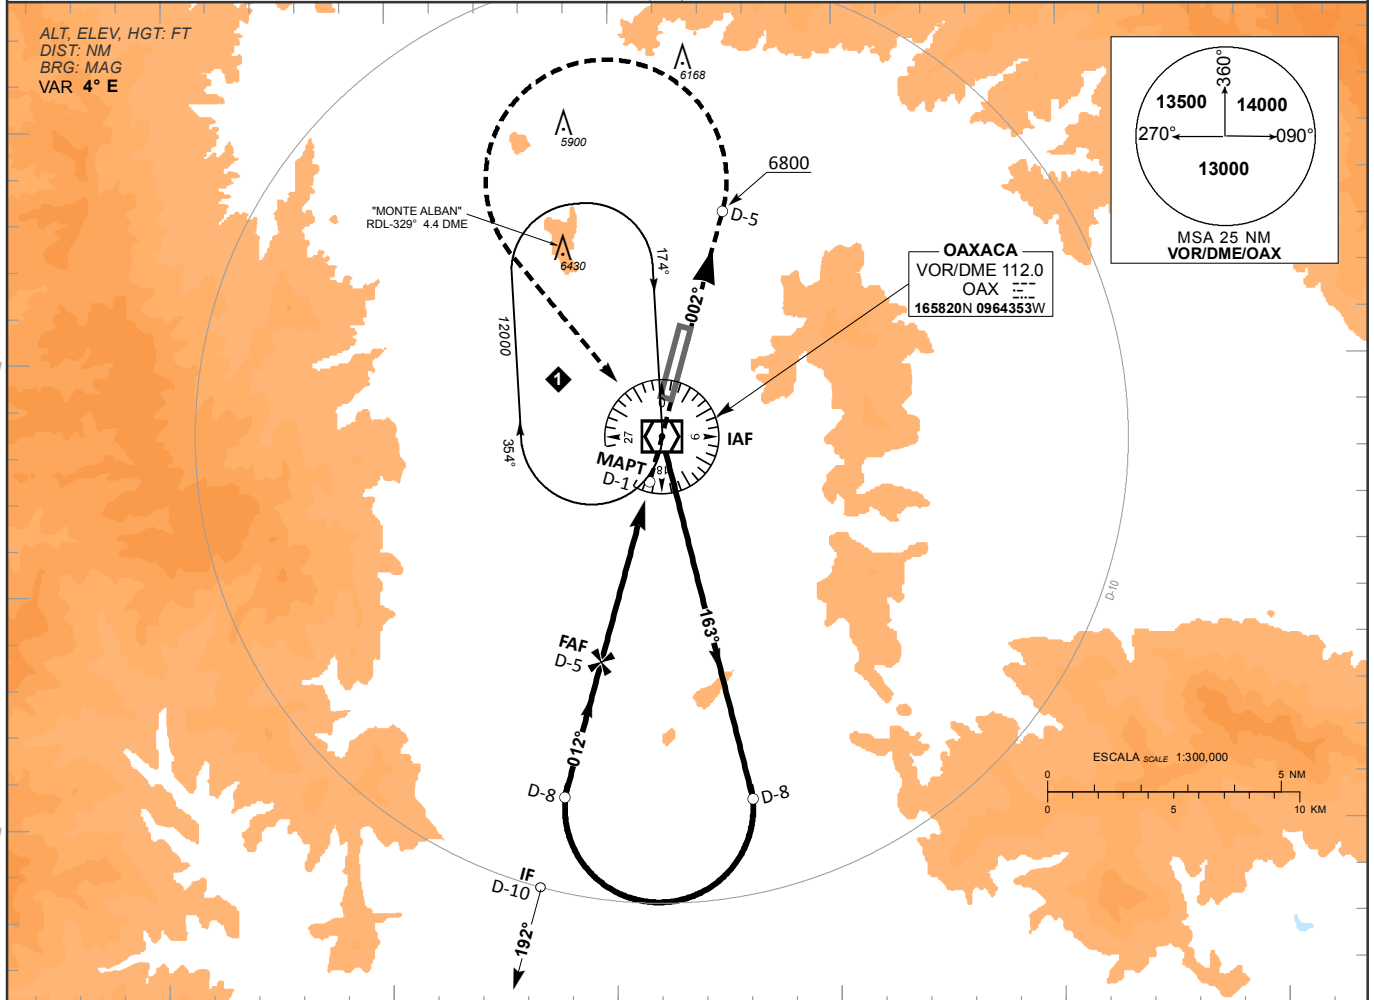 ALT, ELEV, HGT: FT
DIST: NM
BRG: MAG
VAR 4° E
6168
5900
6800
D-5
"MONTE ALBAN"
RDL-329° 4.4 DME
6430
174°
002°
12000
354°
1
OAXACA
VOR/DME 112.0
OAX
165820N 0964353W
360°
13500 14000
270° 090°
13000
MSA 25 NM
VOR/DME/OAX
0
27
9
18
IAF
MAPT
D-1
163°
FAF
D-5
012°
D-8
D-8
IF
D-10
192°
D-10
ESCALA SCALE 1:300,000
0 5 NM
0 5 10 KM